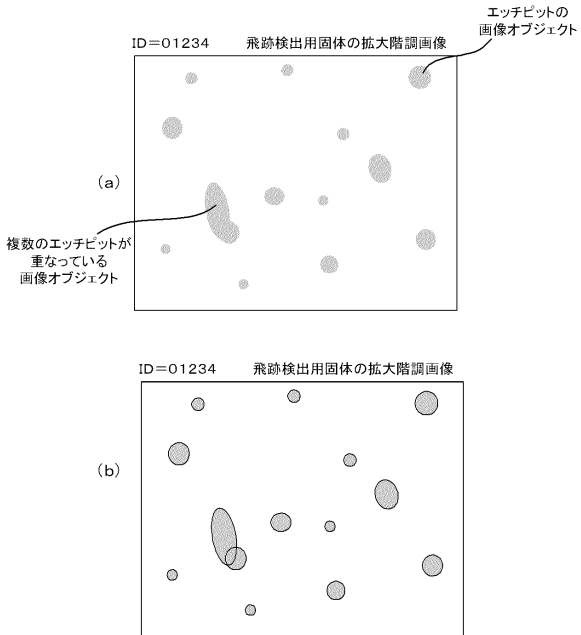 エッチピットの
画像オブジェクト
ID=01234 飛跡検出用固体の拡大階調画像
(a)
複数のエッチピットが
重なっている
画像オブジェクト
ID=01234 飛跡検出用固体の拡大階調画像
(b)